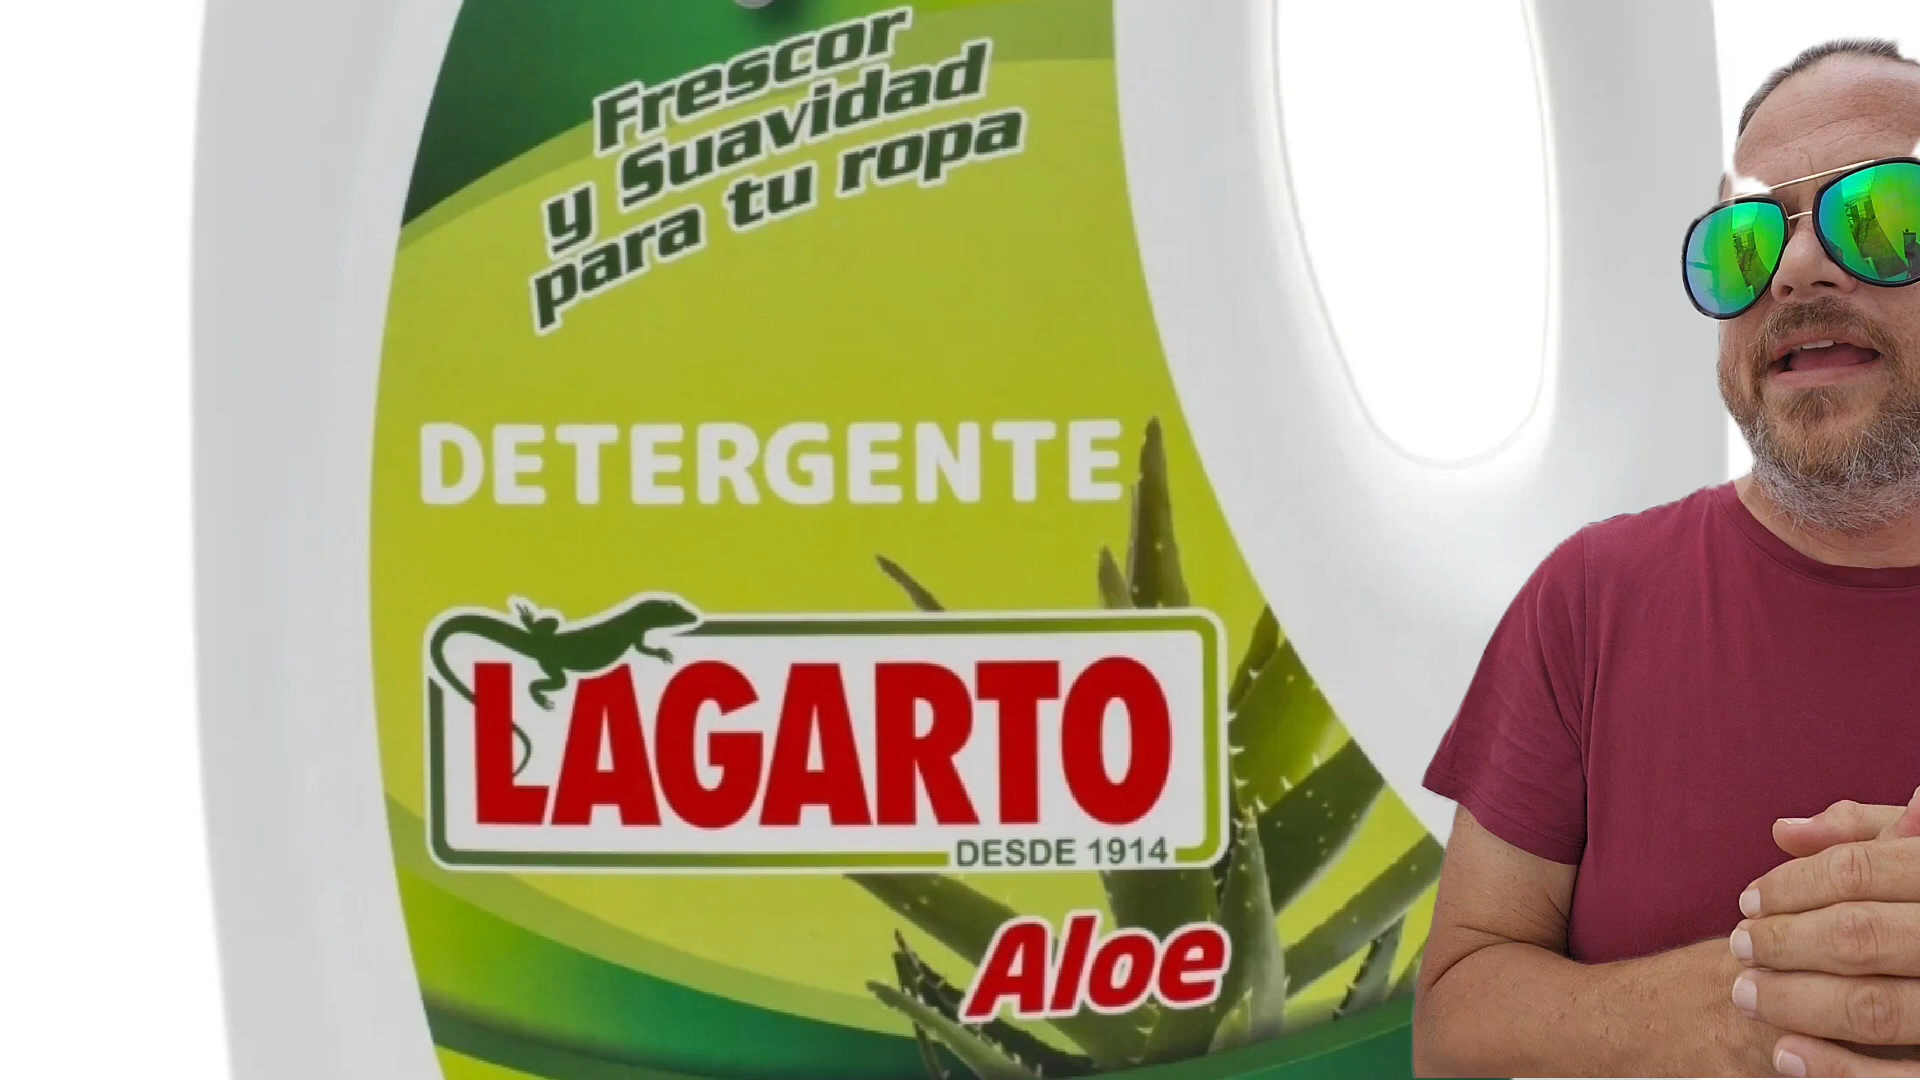 Frescor
y Suavidad
para tu ropa
DETERGENTE
LAGARTO
DESDE 1914
Aloe